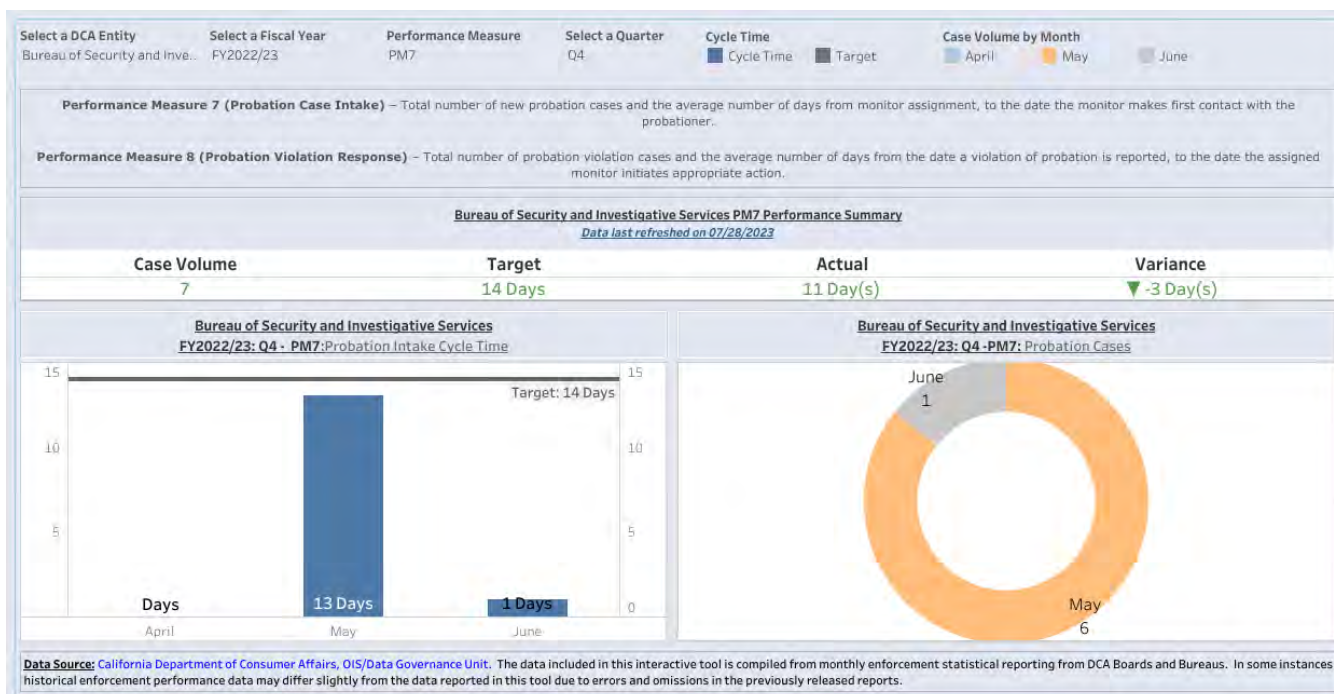 Select a DCA Entity Select a Fiscal Year Performance Measure Select a Quarter Cycle Time Case Volume by Month
Bureau of Security and Inve.. FY2022/23 PM7 Q4 Cycle Time Target April May June
Performance Measure 7 (Probation Case Intake) – Total number of new probation cases and the average number of days from monitor assignment, to the date the monitor makes first contact with the
probationer..
Performance Measure 8 (Probation Violation Response) – Total number of probation violation cases and the average number of days from the date a violation of probation is reported, to the date the assigned
monitor initiates appropriate action.
Bureau of Security and Investigative Services PM7 Performance Summary
Data last refreshed on 07/28/2023
Case Volume Target Actual Variance
7 14 Days 11 Day(s) ▼ -3 Day(s)
Bureau of Security and Investigative Services
FY2022/23: Q4 - PM7:Probation Intake Cycle Time
15 15
Target: 14 Days
10 10
5 5
0
Days 13 Days 1 Days
April May June
Bureau of Security and Investigative Services
FY2022/23: Q4 -PM7: Probation Cases
June
1
May
6
Data Source: California Department of Consumer Affairs, OIS/Data Governance Unit. The data included in this interactive tool is compiled from monthly enforcement statistical reporting from DCA Boards and Bureaus. In some instances
historical enforcement performance data may differ slightly from the data reported in this tool due to errors and omissions in the previously released reports.